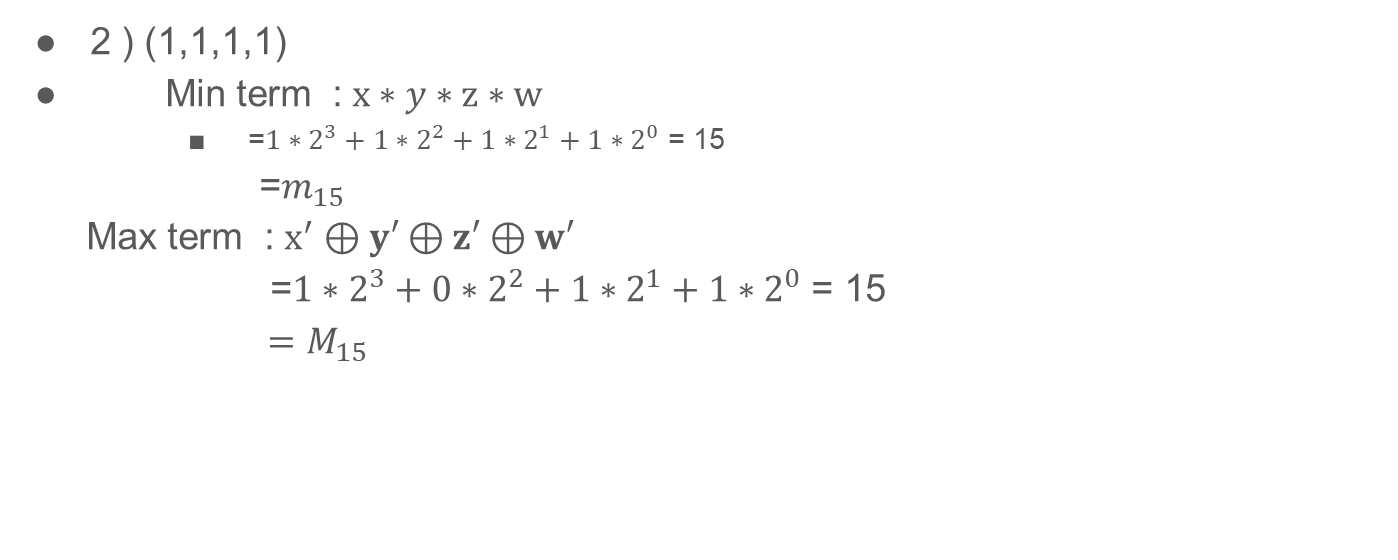 ● 2 ) (1,1,1,1)
● Min term : x ∗ 𝑦 ∗ z ∗ w
■ =1 ∗ 2³ + 1 ∗ 2² + 1 ∗ 2¹ + 1 ∗ 2⁰ = 15
=𝑚₁₅
Max term : x′ ⊕ 𝐲′ ⊕ 𝐳′ ⊕ 𝐰′
=1 ∗ 2³ + 0 ∗ 2² + 1 ∗ 2¹ + 1 ∗ 2⁰ = 15
= 𝑀₁₅